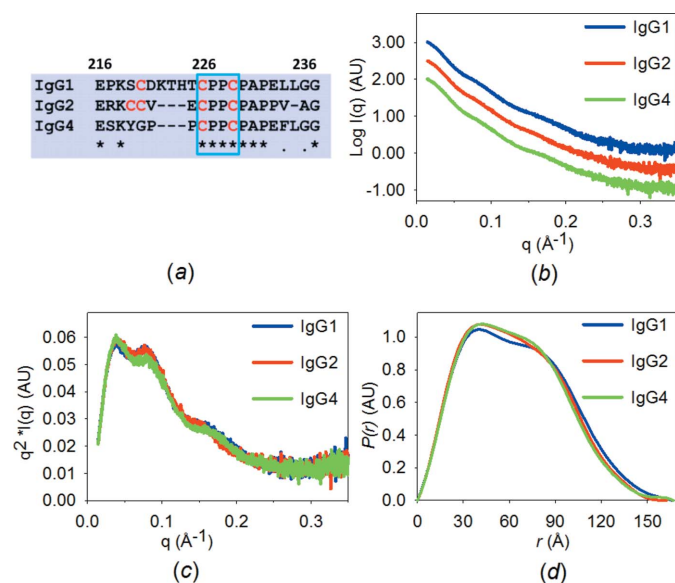 216 226 236
IgG1 EPKSCDKTHTCPPCPAPELLGG
IgG2 ERKCCV---ECPPCPAPPV-AG
IgG4 ESKYGP---PCPPCPAPEFLGG
* * ******* . .*
(a)
IgG1
IgG2
IgG4
3.00
2.00
1.00
0.00
-1.00
Log I(q) (AU)
0.0 0.1 0.2 0.3
q (Å-1)
(b)
IgG1
IgG2
IgG4
0.06
0.05
0.04
0.03
0.02
0.01
0.00
q2 *I(q) (AU)
0.0 0.1 0.2 0.3
q (Å-1)
(c)
IgG1
IgG2
IgG4
1.0
0.8
0.6
0.4
0.2
0.0
P(r) (AU)
0 30 60 90 120 150
r (Å)
(d)